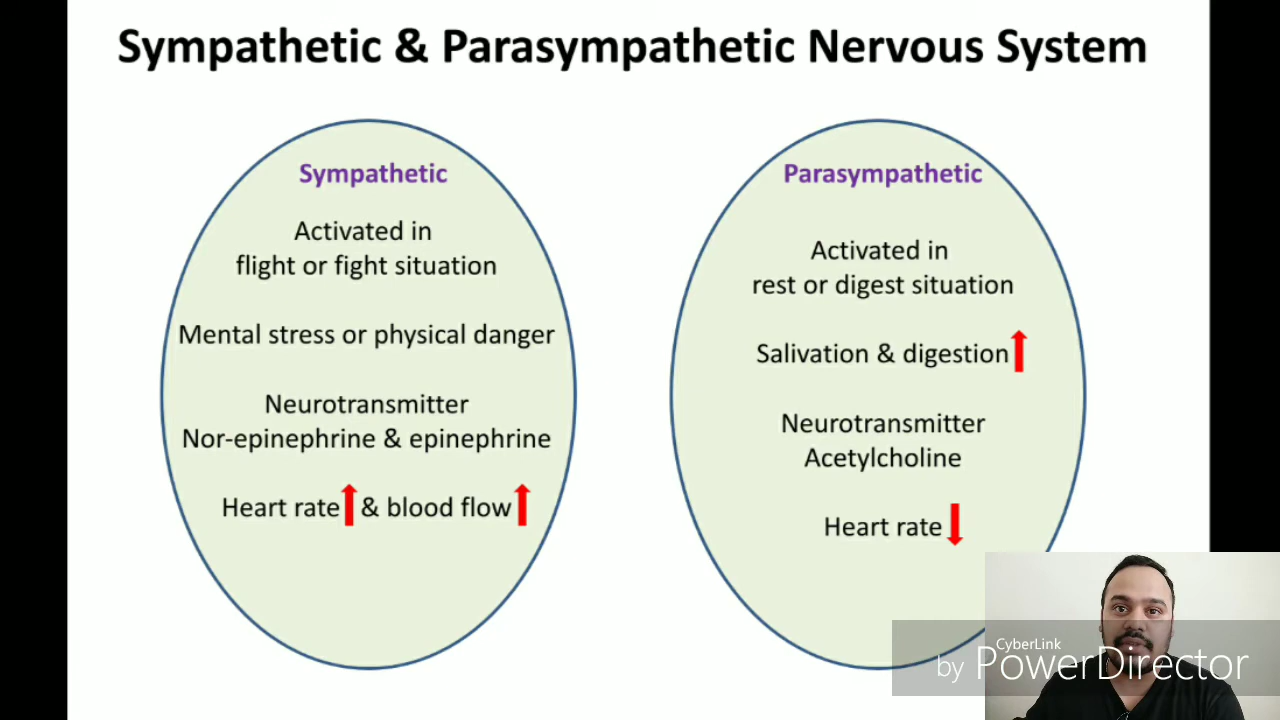 Sympathetic & Parasympathetic Nervous System
Sympathetic
Activated in
flight or fight situation
Mental stress or physical danger
Neurotransmitter
Nor-epinephrine & epinephrine
Heart rate & blood flow
Parasympathetic
Activated in
rest or digest situation
Salivation & digestion
Neurotransmitter
Acetylcholine
Heart rate
CyberLink
by PowerDirector